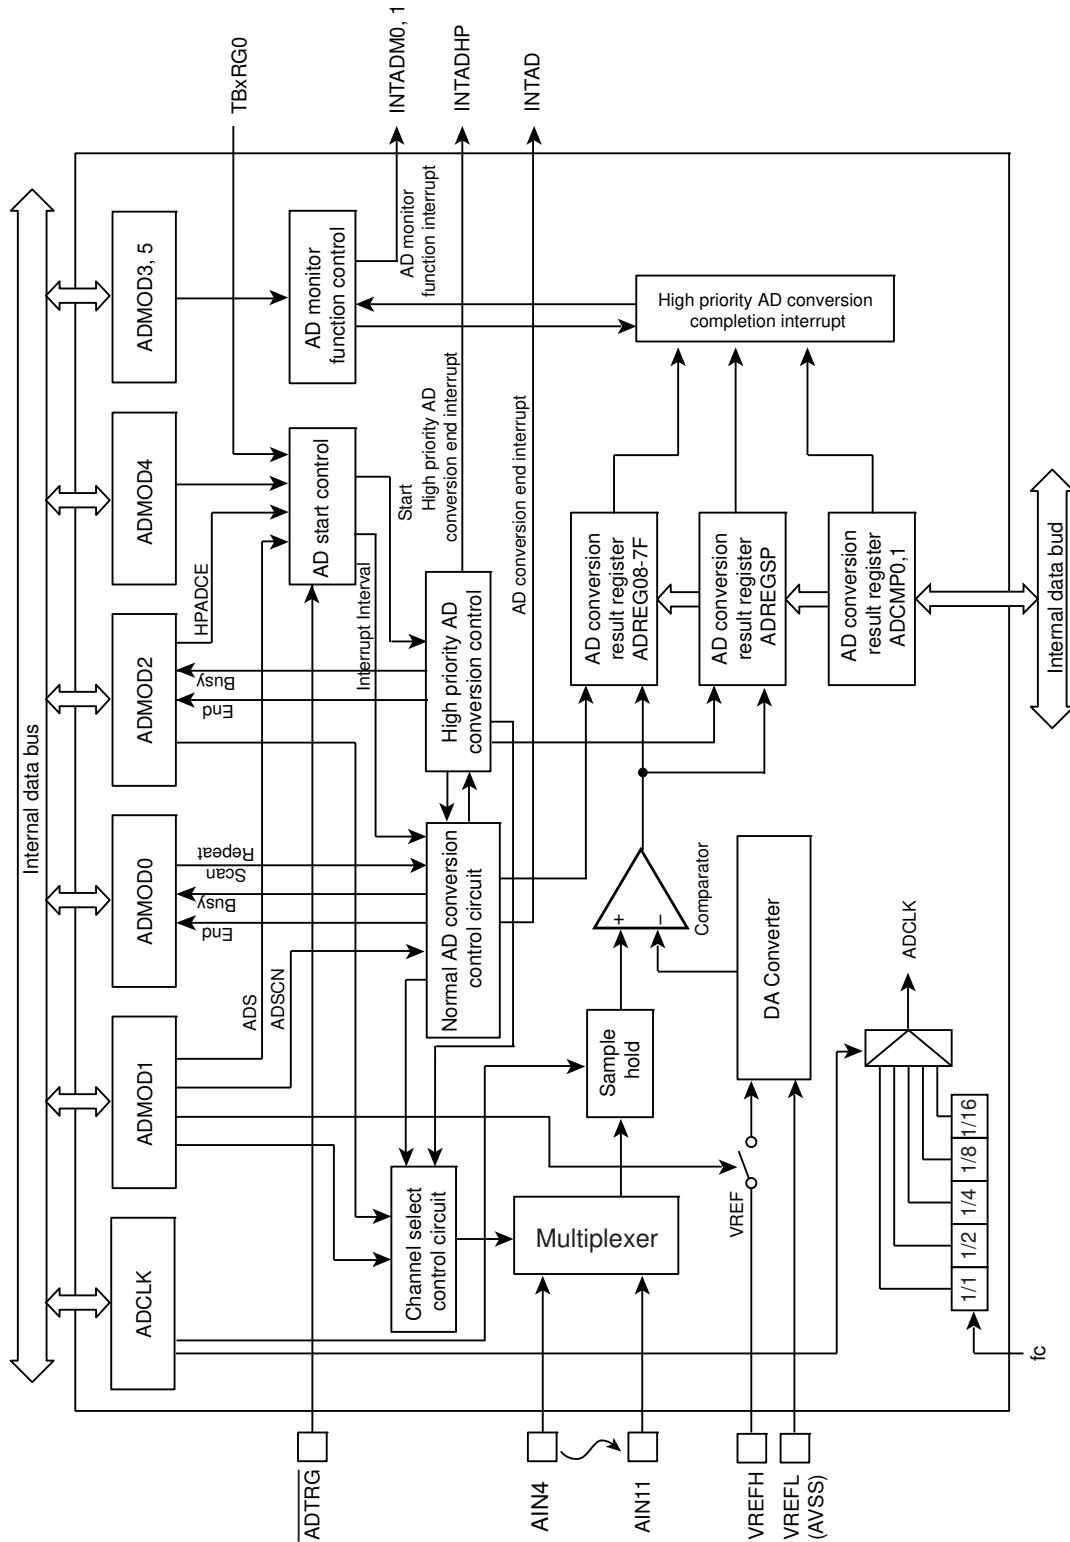 Internal data bus
ADCLK
ADMOD1
ADMOD0
ADMOD2
ADMOD4
ADMOD3, 5
ADS
ADSCN
End
Busy
Scan
Repeat
End
Busy
HPADCE
TBxRG0
ADTRG
AD start control
AD monitor
function control
INTADM0, 1
AD monitor
function interrupt
Interrupt Interval
Start
High priority AD
conversion end interrupt
INTADHP
Channel select
control circuit
Normal AD conversion
control circuit
High priority AD
conversion control
AD conversion end interrupt
INTAD
AIN4
AIN11
Multiplexer
Sample
hold
+
−
Comparator
AD conversion
result register
ADREG08-7F
AD conversion
result register
ADREGSP
AD conversion
result register
ADCMP0,1
High priority AD conversion
completion interrupt
VREFH
VREFL
(AVSS)
VREF
DA Converter
ADCLK
fc
1/1
1/2
1/4
1/8
1/16
Internal data bud